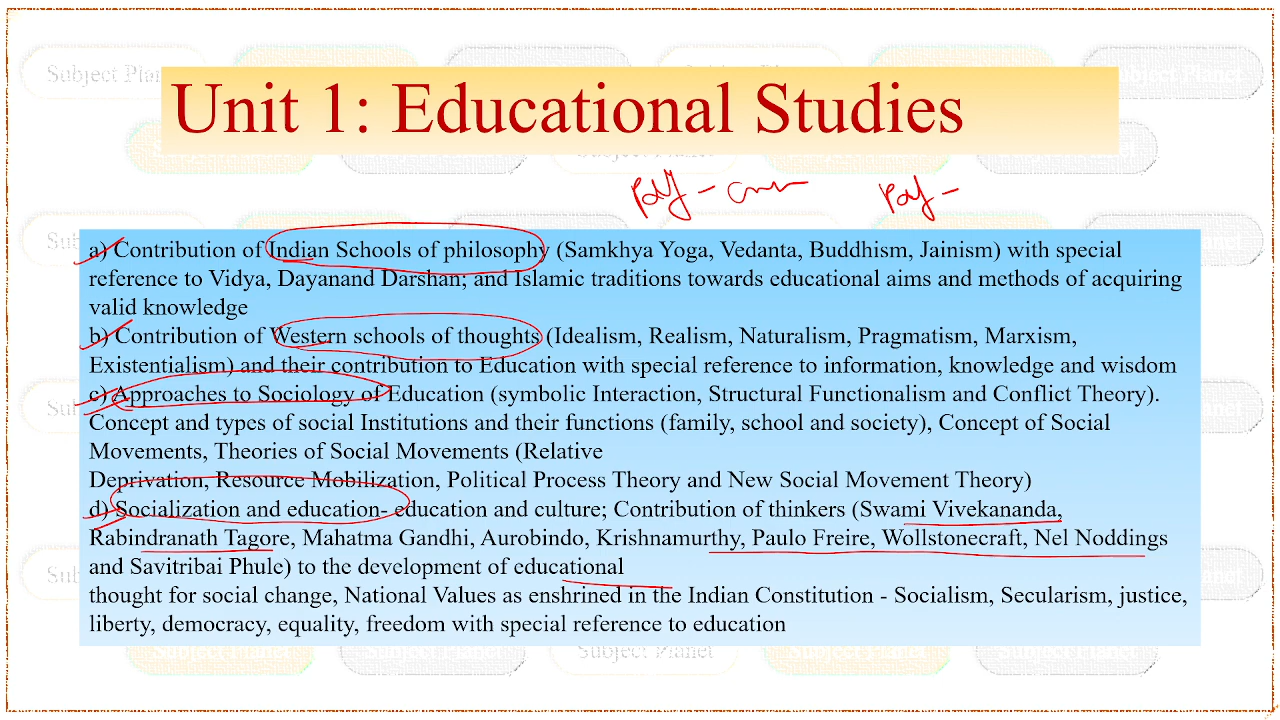 Subject Planet
Unit 1: Educational Studies
a) Contribution of Indian Schools of philosophy (Samkhya Yoga, Vedanta, Buddhism, Jainism) with special
reference to Vidya, Dayanand Darshan; and Islamic traditions towards educational aims and methods of acquiring
valid knowledge
b) Contribution of Western schools of thoughts (Idealism, Realism, Naturalism, Pragmatism, Marxism,
Existentialism) and their contribution to Education with special reference to information, knowledge and wisdom
c) Approaches to Sociology of Education (symbolic Interaction, Structural Functionalism and Conflict Theory).
Concept and types of social Institutions and their functions (family, school and society), Concept of Social
Movements, Theories of Social Movements (Relative
Deprivation, Resource Mobilization, Political Process Theory and New Social Movement Theory)
d) Socialization and education- education and culture; Contribution of thinkers (Swami Vivekananda,
Rabindranath Tagore, Mahatma Gandhi, Aurobindo, Krishnamurthy, Paulo Freire, Wollstonecraft, Nel Noddings
and Savitribai Phule) to the development of educational
thought for social change, National Values as enshrined in the Indian Constitution - Socialism, Secularism, justice,
liberty, democracy, equality, freedom with special reference to education
Subject Planet